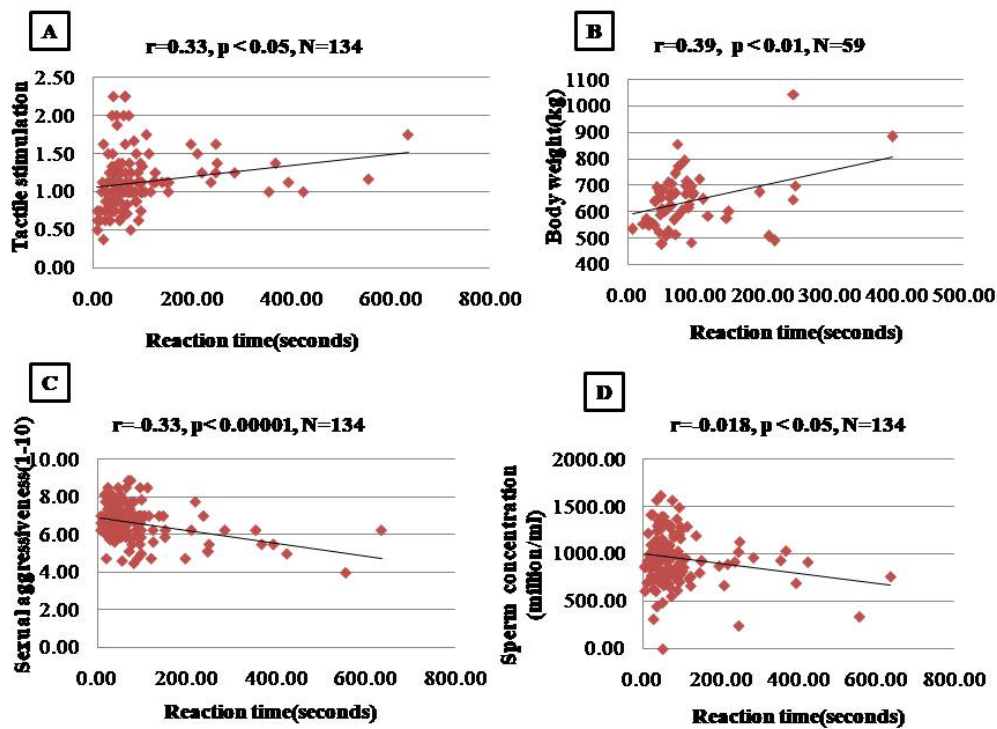 A
r=0.33, p<0.05, N=134
Tactile stimulation
2.50
2.00
1.50
1.00
0.50
0.00
0.00 200.00 400.00 600.00 800.00
Reaction time(seconds)
B
r=0.39, p<0.01, N=59
Body weight(kg)
1100
1000
900
800
700
600
500
400
0.00 100.00 200.00 300.00 400.00 500.00
Reaction time(seconds)
C
r=-0.33, p<0.00001, N=134
Sexual aggressiveness(1-10)
10.00
8.00
6.00
4.00
2.00
0.00
0.00 200.00 400.00 600.00 800.00
Reaction time(seconds)
D
r=-0.018, p<0.05, N=134
Sperm concentration
(million/ml)
2000.00
1500.00
1000.00
500.00
0.00
0.00 200.00 400.00 600.00 800.00
Reaction time(seconds)